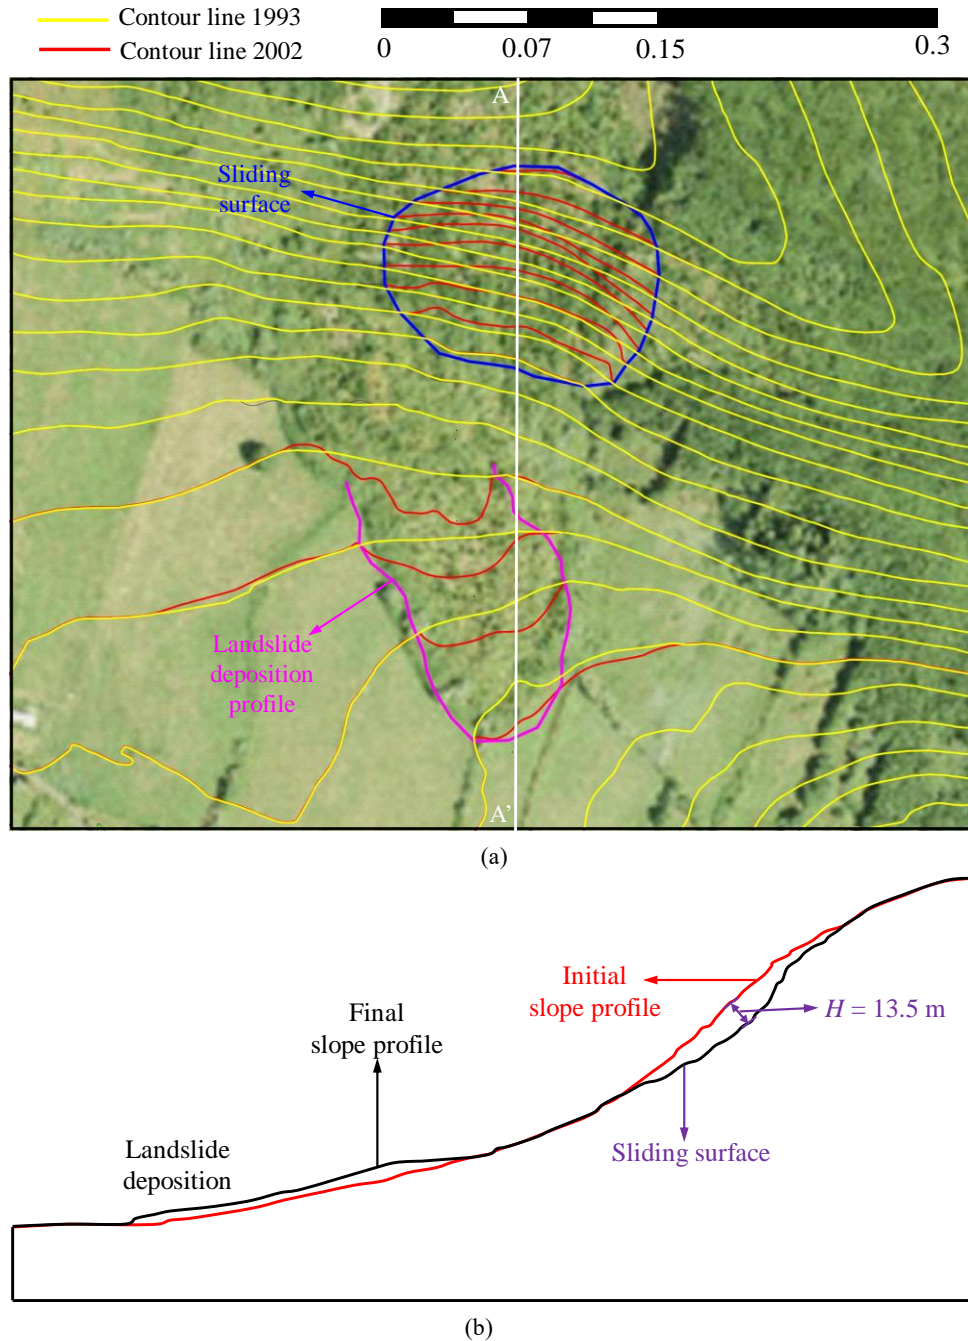 Contour line 1993
Contour line 2002
0 0.07 0.15 0.3
A
Sliding
surface
Landslide
deposition
profile
A'
(a)
Initial
slope profile
H = 13.5 m
Final
slope profile
Landslide
deposition
Sliding surface
(b)